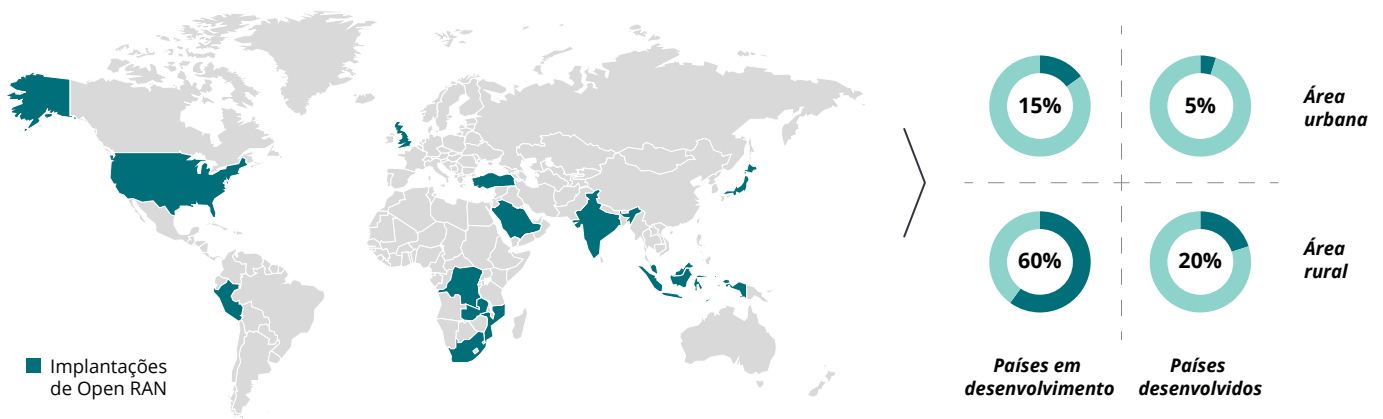 15%
5%
Área
urbana
60%
20%
Área
rural
Implantações
de Open RAN
Países em
desenvolvimento
Países
desenvolvidos